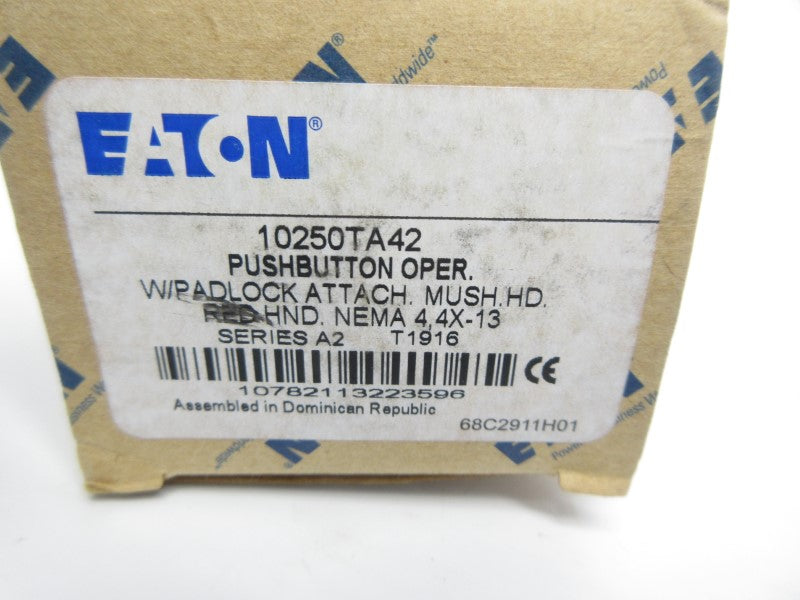 EATON®
10250TA42
PUSHBUTTON OPER.
W/PADLOCK ATTACH. MUSH.HD.
RED HND. NEMA 4,4X-13
SERIES A2 T1916
CE
10782113223596
Assembled in Dominican Republic
68C2911H01